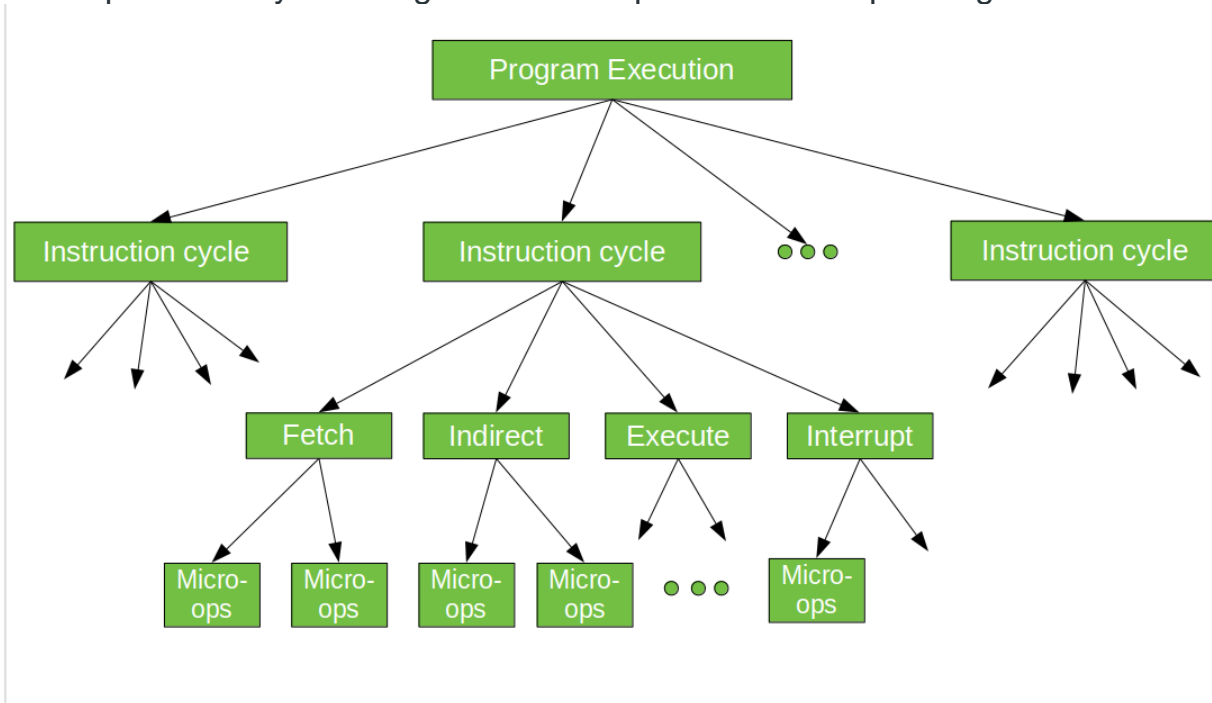 Program Execution
Instruction cycle
Instruction cycle
Instruction cycle
Fetch
Indirect
Execute
Interrupt
Micro-
ops
Micro-
ops
Micro-
ops
Micro-
ops
Micro-
ops